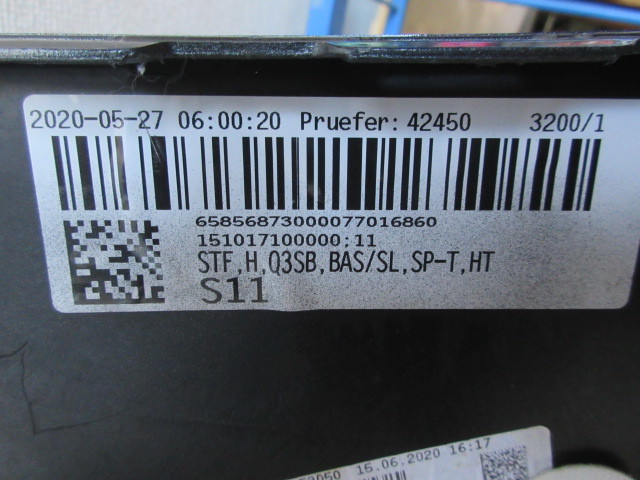 2020-05-27 06:00:20 Pruefer: 42450 3200/1
65856873000077016860
151017100000;11
STF,H,Q3SB,BAS/SL,SP-T,HT
S11
15.06.2020 16:17